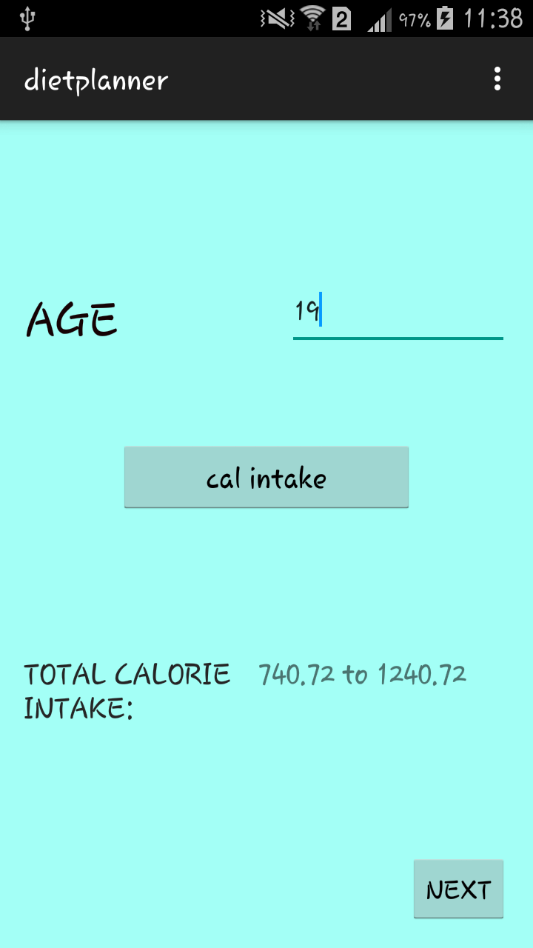 2 97% 11:38
dietplanner
AGE 19
cal intake
TOTAL CALORIE 740.72 to 1240.72
INTAKE:
NEXT